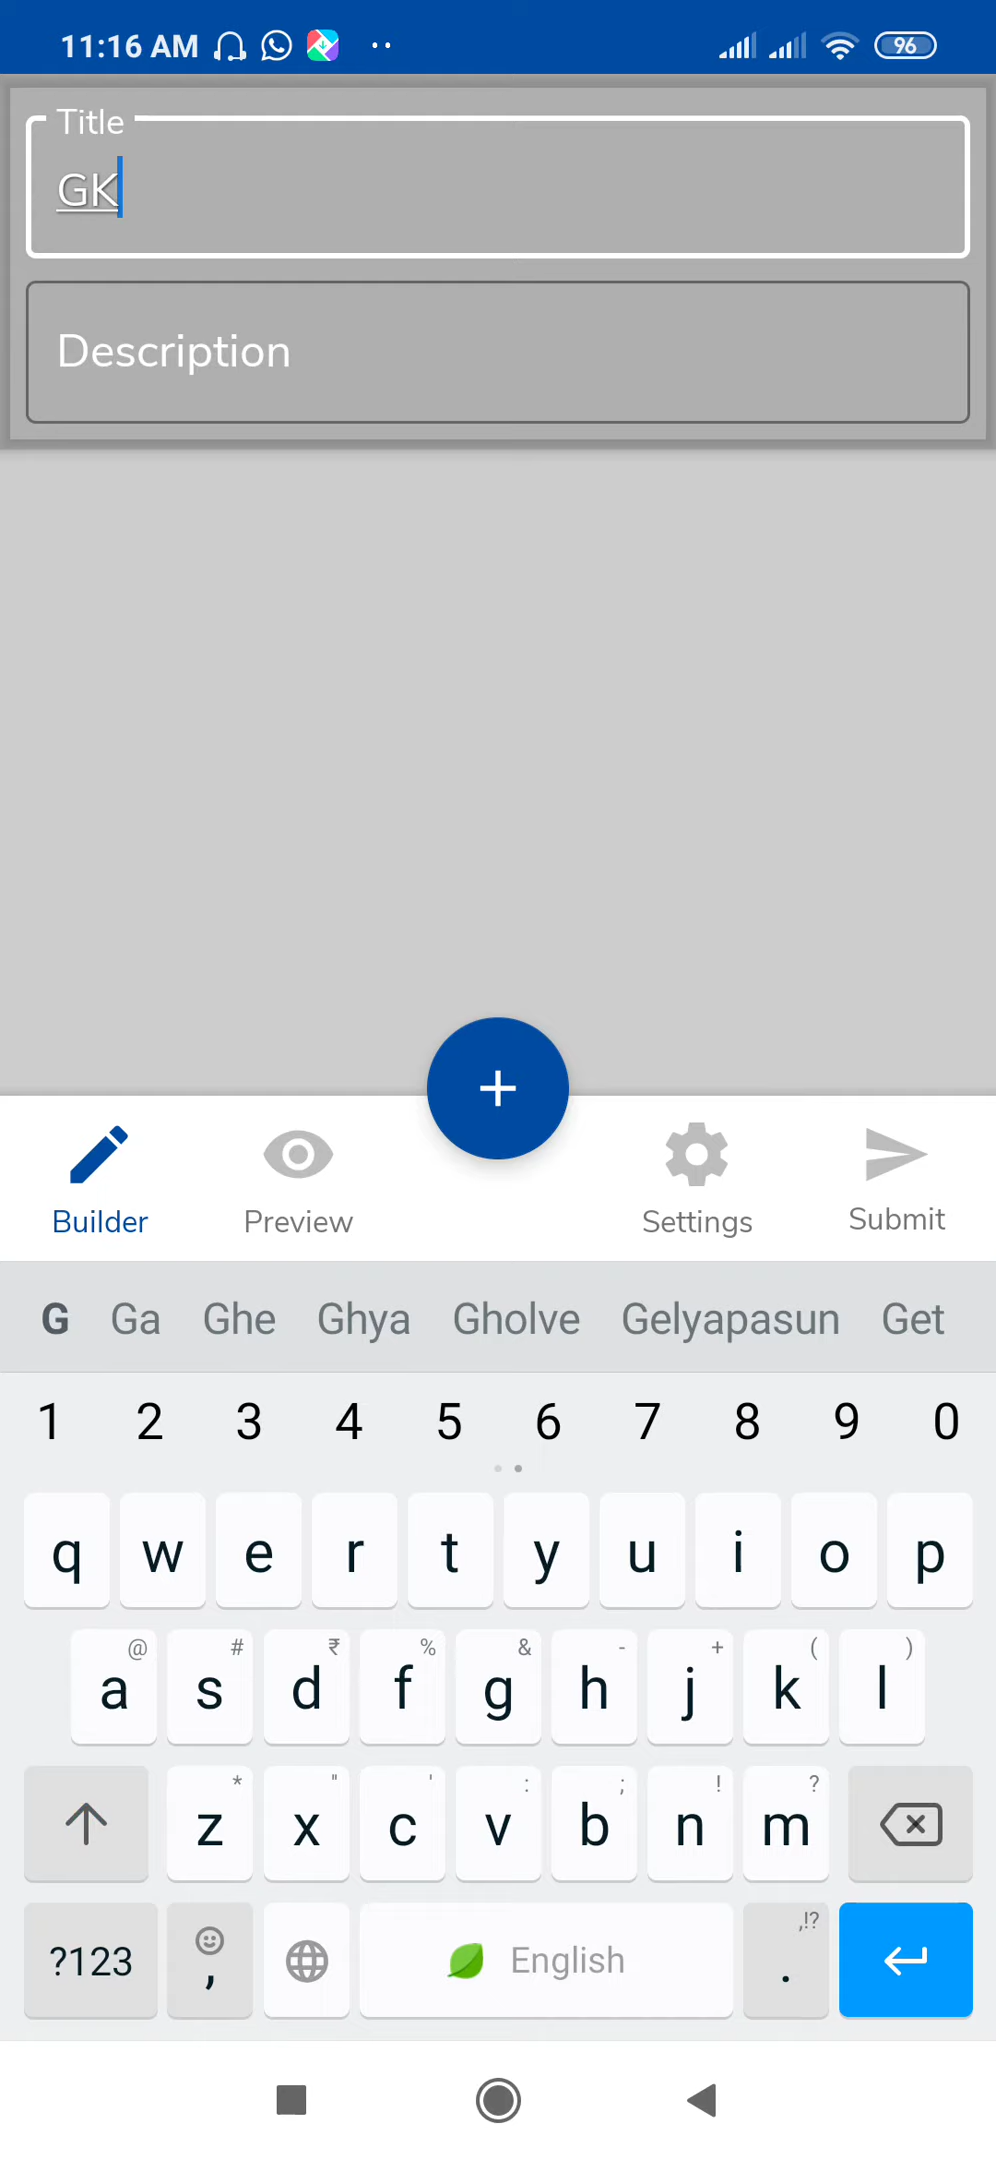 11:16 AM 96
Title
GK
Description
Builder Preview Settings Submit
G Ga Ghe Ghya Gholve Gelyapasun Get
1 2 3 4 5 6 7 8 9 0
q w e r t y u i o p
@ # ₹ % & - + ( )
a s d f g h j k l
* " ' : ; ! ?
z x c v b n m
,!?
?123 , English .